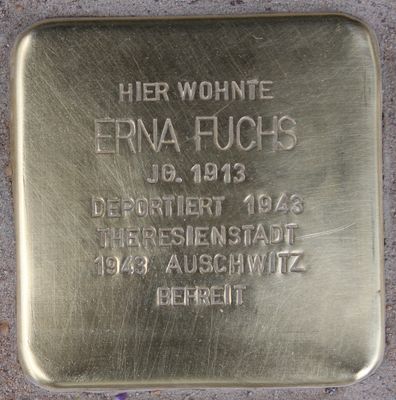 HIER WOHNTE
ERNA FUCHS
JG. 1913
DEPORTIERT 1943
THERESIENSTADT
1943 AUSCHWITZ
BEFREIT